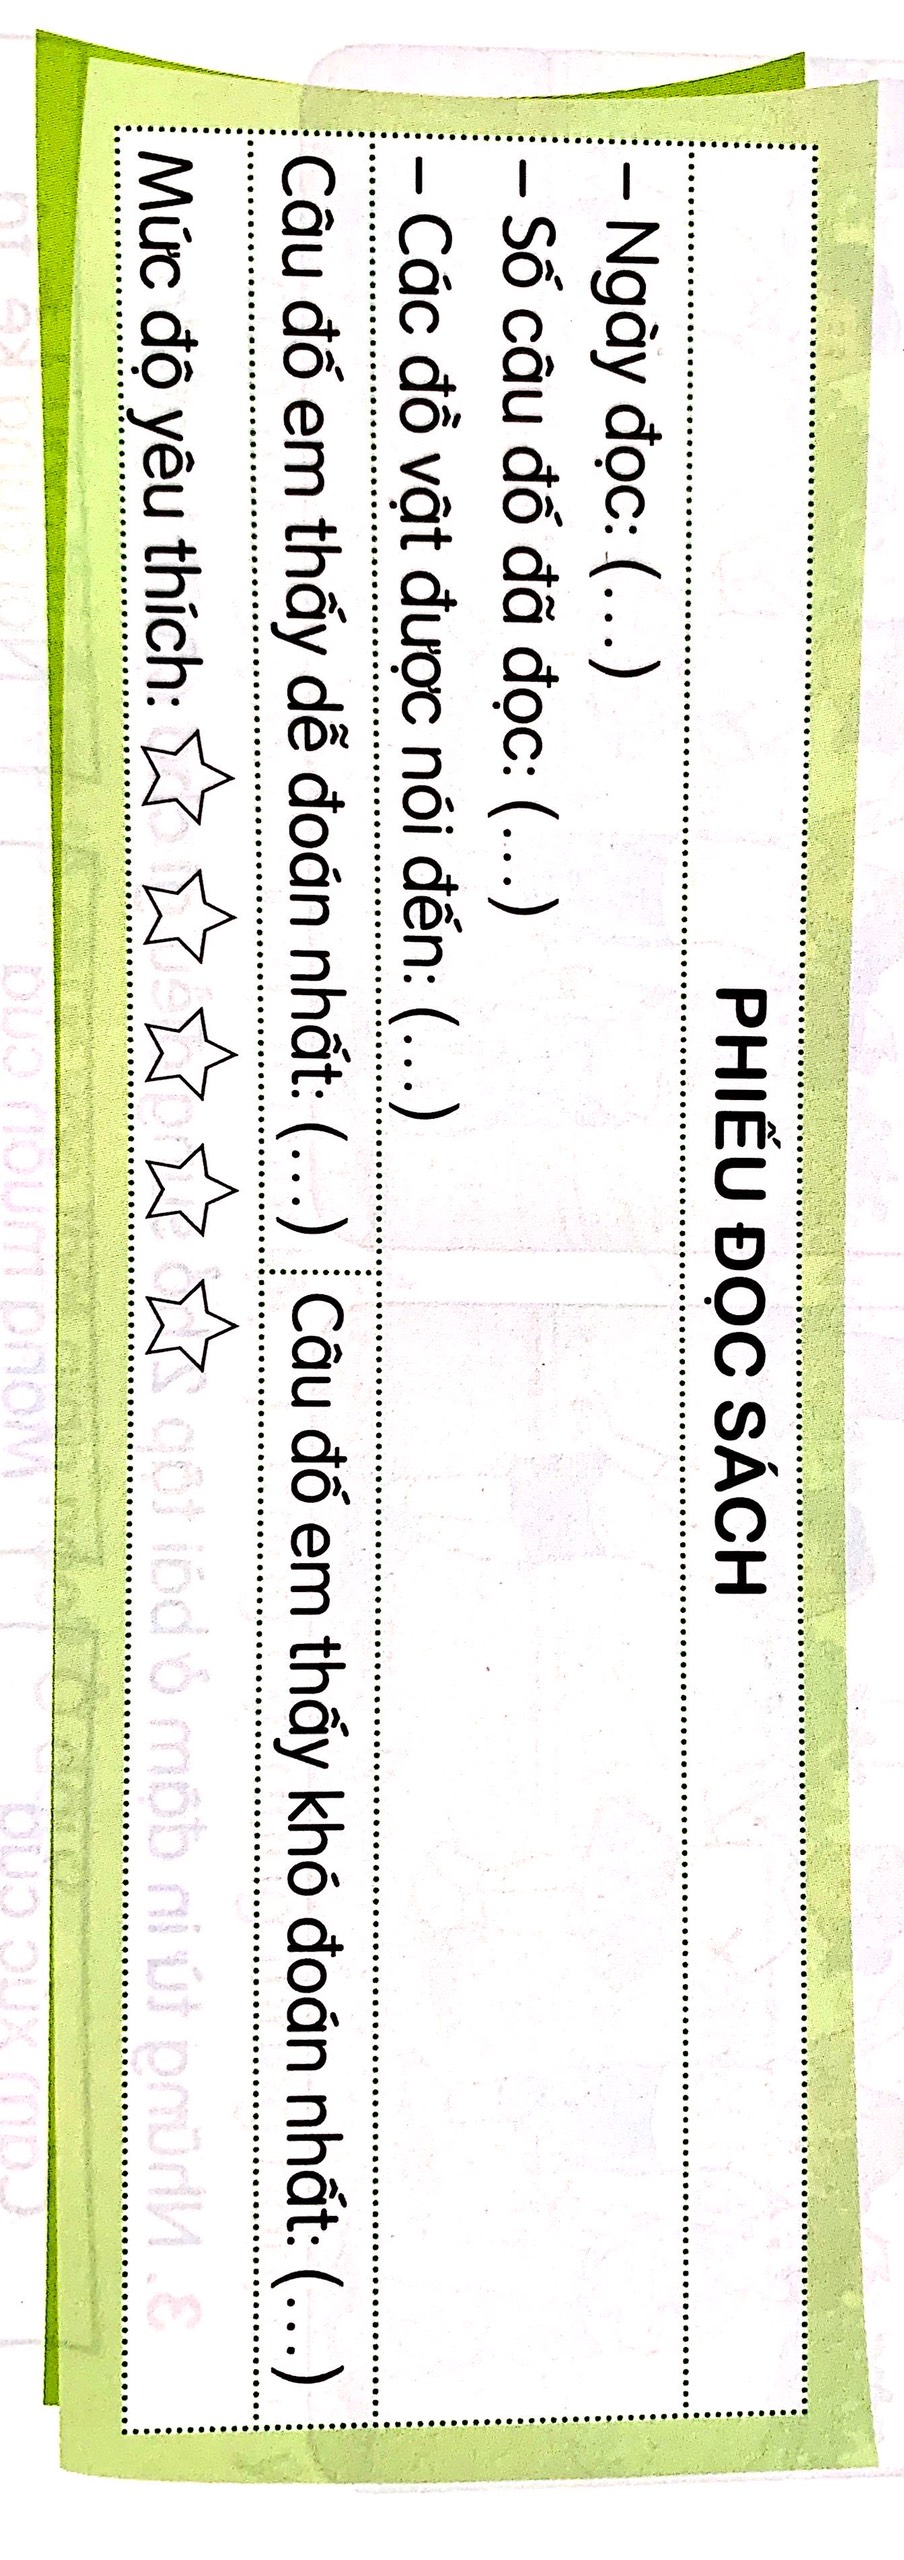 PHIẾU ĐỌC SÁCH
– Ngày đọc: (...)
– Số câu đố đã đọc: (...)
– Các đồ vật được nói đến: (...)
Câu đố em thấy dễ đoán nhất: (...)
Câu đố em thấy khó đoán nhất: (...)
Mức độ yêu thích: ☆ ☆ ☆ ☆ ☆